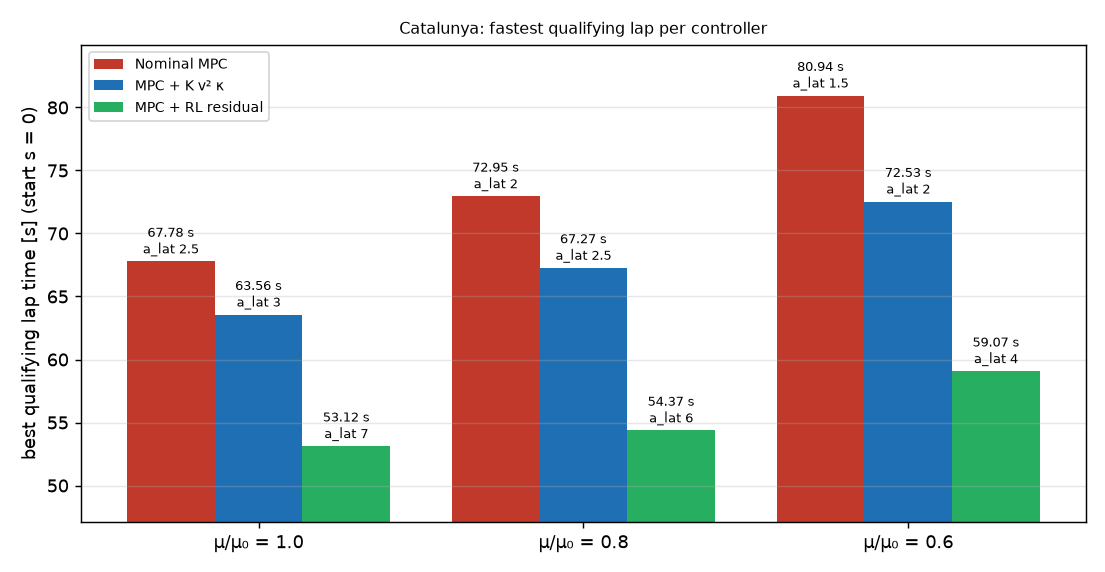 Catalunya: fastest qualifying lap per controller
Nominal MPC
MPC + K v² κ
MPC + RL residual
best qualifying lap time [s] (start s = 0)
80
75
70
65
60
55
50
67.78 s
a_lat 2.5
63.56 s
a_lat 3
53.12 s
a_lat 7
72.95 s
a_lat 2
67.27 s
a_lat 2.5
54.37 s
a_lat 6
80.94 s
a_lat 1.5
72.53 s
a_lat 2
59.07 s
a_lat 4
μ/μ₀ = 1.0
μ/μ₀ = 0.8
μ/μ₀ = 0.6